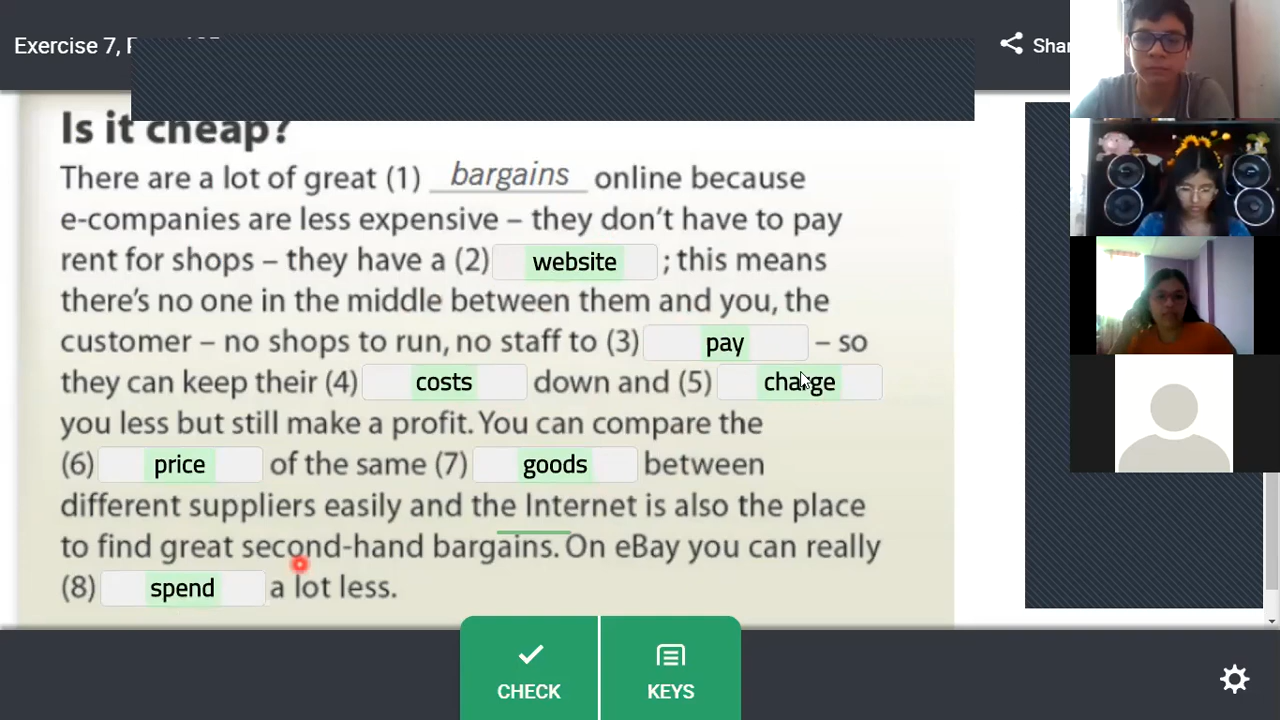 Exercise 7,
Shar
Is it cheap?
There are a lot of great (1) bargains online because
e-companies are less expensive – they don't have to pay
rent for shops – they have a (2) website ; this means
there's no one in the middle between them and you, the
customer – no shops to run, no staff to (3) pay – so
they can keep their (4) costs down and (5) charge
you less but still make a profit. You can compare the
(6) price of the same (7) goods between
different suppliers easily and the Internet is also the place
to find great second-hand bargains. On eBay you can really
(8) spend a lot less.
CHECK
KEYS